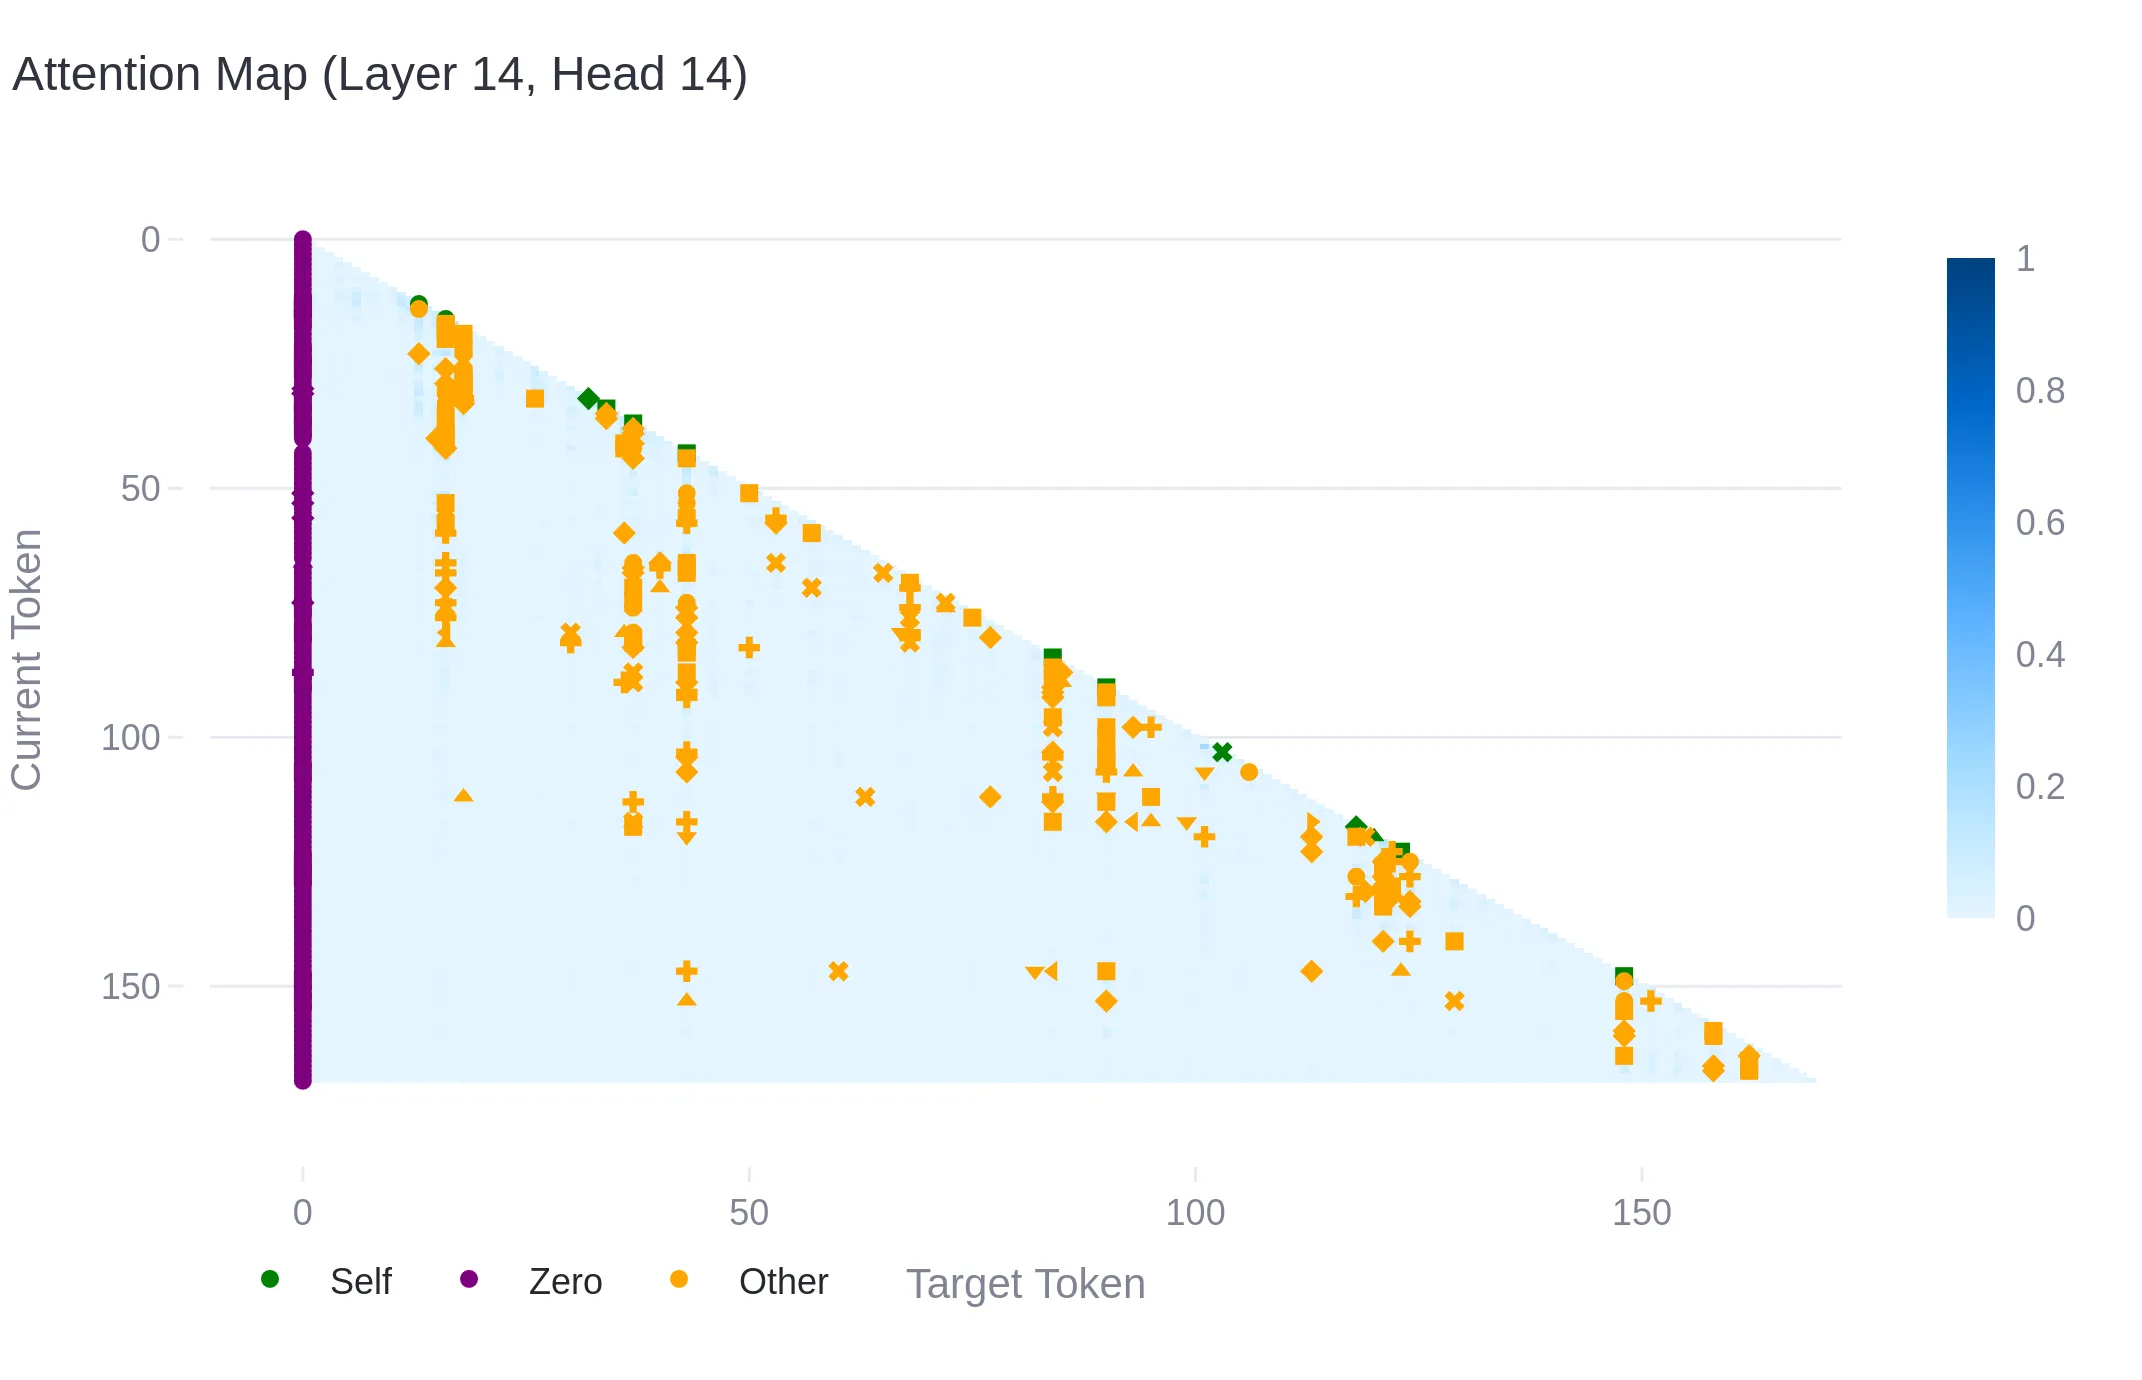 Attention Map (Layer 14, Head 14)
0
50
100
150
Current Token
1
0.8
0.6
0.4
0.2
0
0 50 100 150
Self Zero Other Target Token